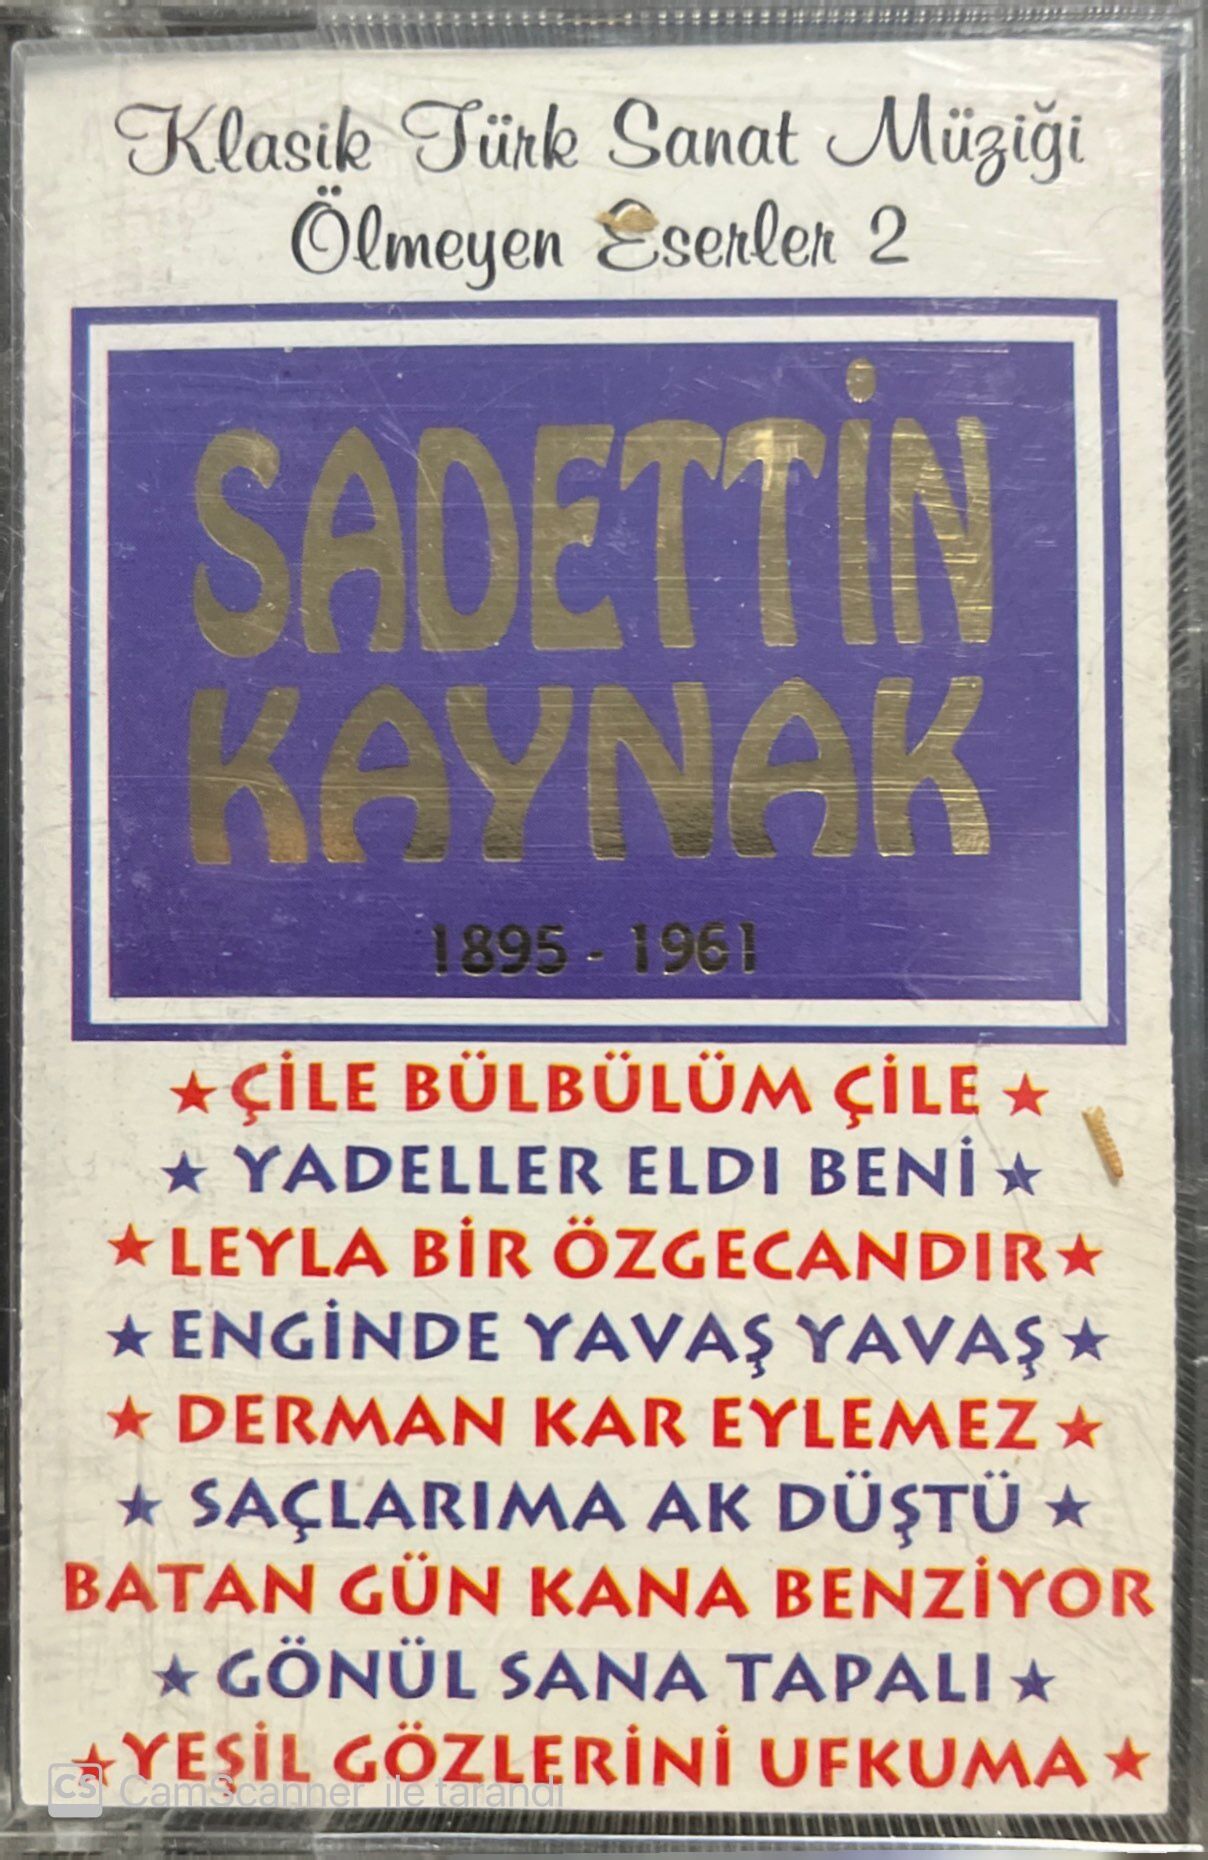 Klasik Türk Sanat Müziği
Ölmeyen Eserler 2
SADETTİN
KAYNAK
1895 - 1961
★ ÇİLE BÜLBÜLÜM ÇİLE ★
★ YADELLER ELDI BENİ ★
★ LEYLA BİR ÖZGECANDIR ★
★ ENGİNDE YAVAŞ YAVAŞ ★
★ DERMAN KAR EYLEMEZ ★
★ SAÇLARIMA AK DÜŞTÜ ★
BATAN GÜN KANA BENZİYOR
★ GÖNÜL SANA TAPALI ★
★ YEŞİL GÖZLERİNİ UFKUMA ★
CS CamScanner ile tarandı